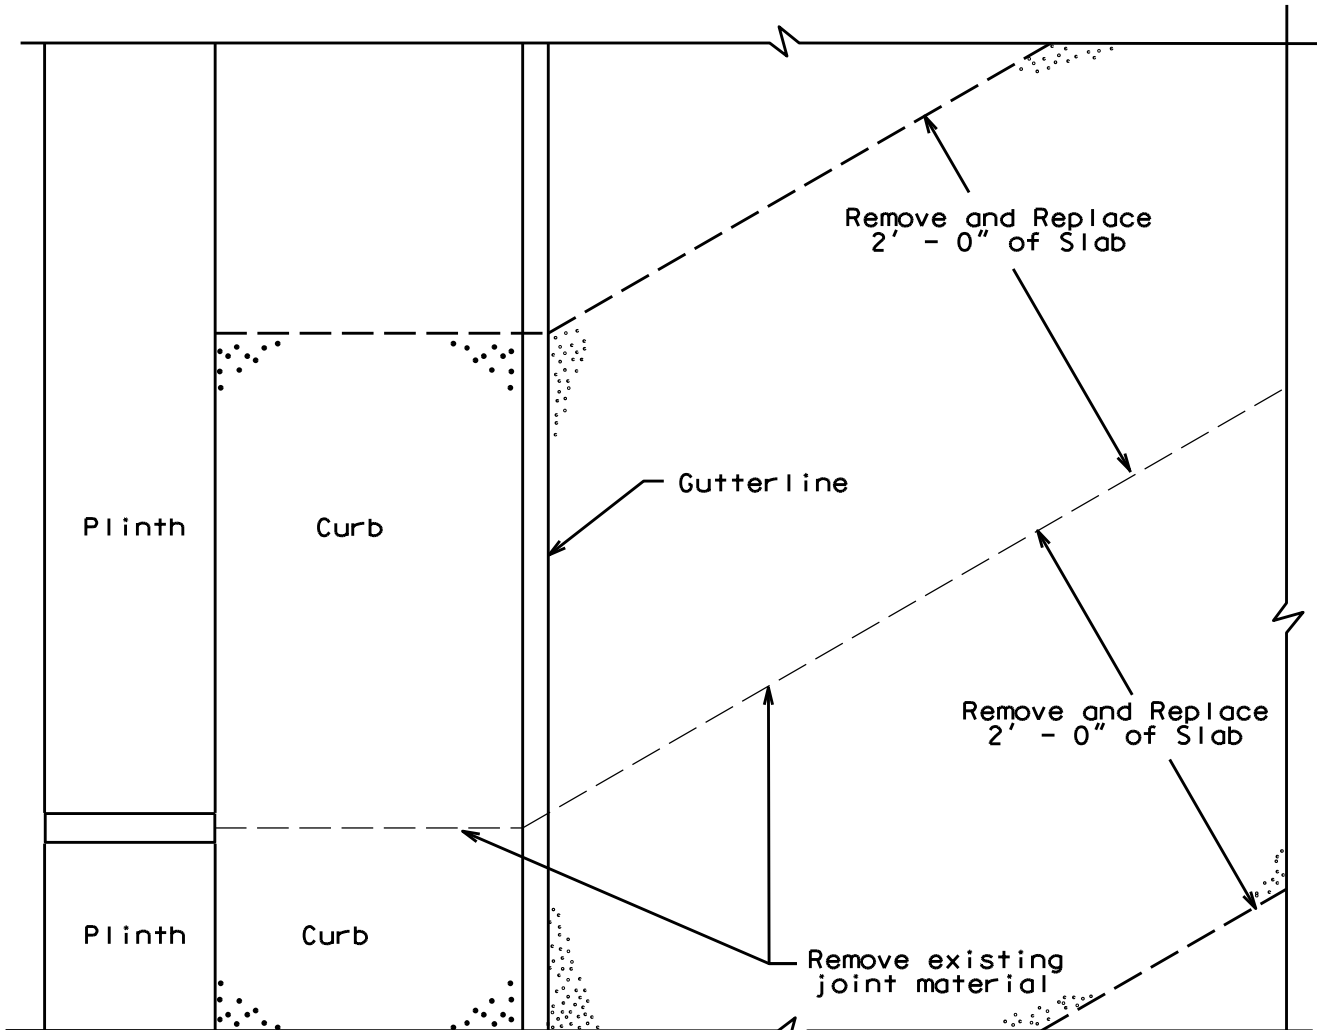 Remove and Replace
2' - 0" of Slab
Gutterline
Plinth
Curb
Remove and Replace
2' - 0" of Slab
Plinth
Curb
Remove existing
joint material